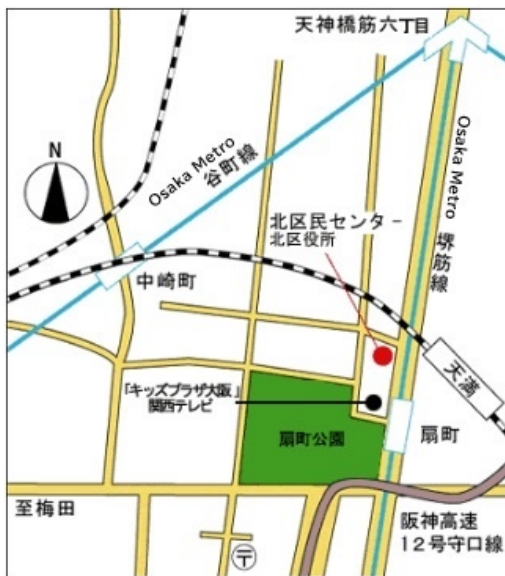 天神橋筋六丁目
N
Osaka Metro
谷町線
Osaka Metro 堺筋線
北区民センター
北区役所
中崎町
天満
「キッズプラザ大阪」
関西テレビ
扇町公園
扇町
至梅田
阪神高速
12号守口線
〒